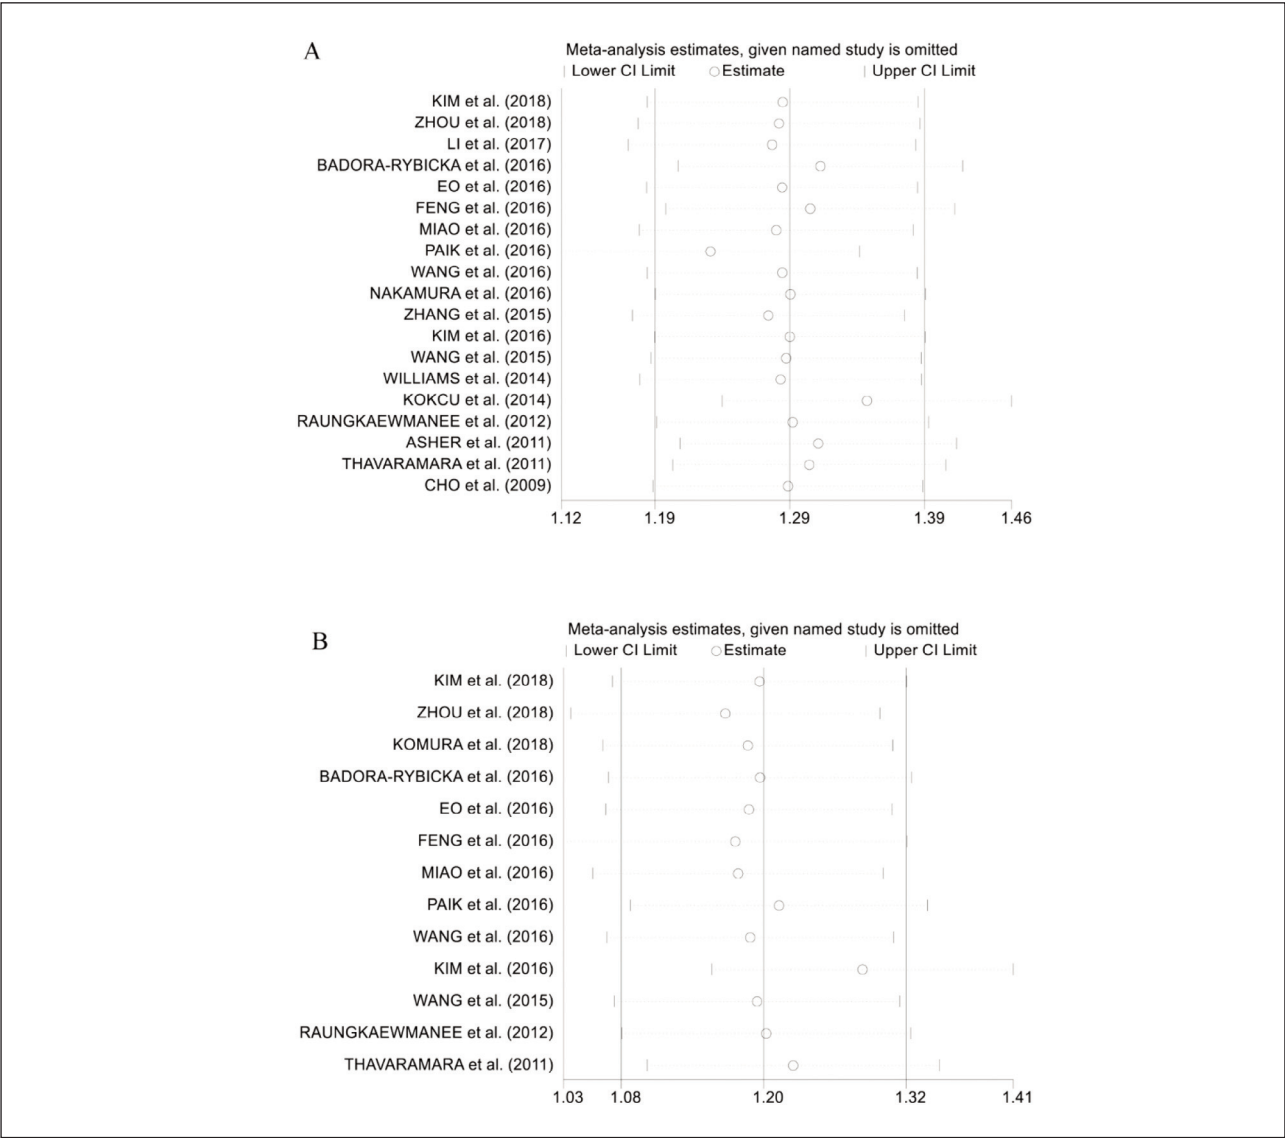 A
Meta-analysis estimates, given named study is omitted
Lower CI Limit Estimate Upper CI Limit
KIM et al. (2018)
ZHOU et al. (2018)
LI et al. (2017)
BADORA-RYBICKA et al. (2016)
EO et al. (2016)
FENG et al. (2016)
MIAO et al. (2016)
PAIK et al. (2016)
WANG et al. (2016)
NAKAMURA et al. (2016)
ZHANG et al. (2015)
KIM et al. (2016)
WANG et al. (2015)
WILLIAMS et al. (2014)
KOKCU et al. (2014)
RAUNGKAEWMANEE et al. (2012)
ASHER et al. (2011)
THAVARAMARA et al. (2011)
CHO et al. (2009)
1.12 1.19 1.29 1.39 1.46
B
Meta-analysis estimates, given named study is omitted
Lower CI Limit Estimate Upper CI Limit
KIM et al. (2018)
ZHOU et al. (2018)
KOMURA et al. (2018)
BADORA-RYBICKA et al. (2016)
EO et al. (2016)
FENG et al. (2016)
MIAO et al. (2016)
PAIK et al. (2016)
WANG et al. (2016)
KIM et al. (2016)
WANG et al. (2015)
RAUNGKAEWMANEE et al. (2012)
THAVARAMARA et al. (2011)
1.03 1.08 1.20 1.32 1.41